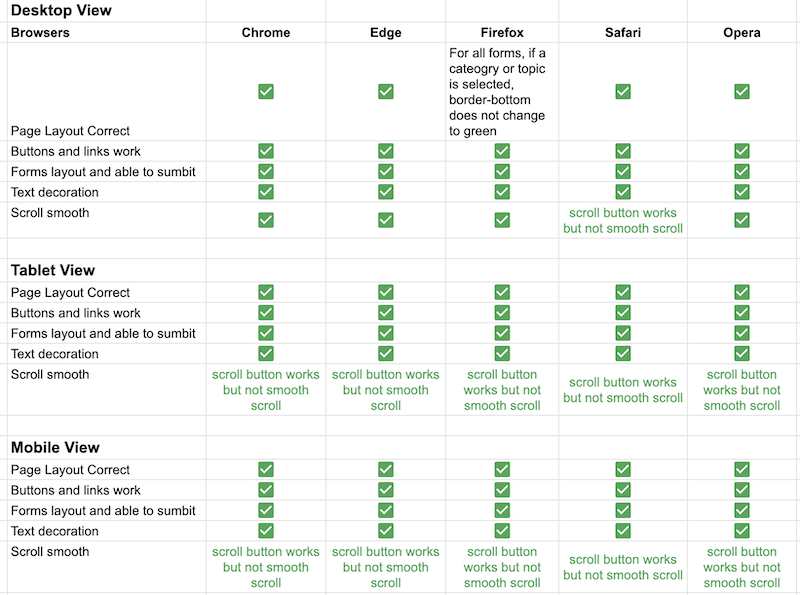 Desktop View
Browsers Chrome Edge Firefox Safari Opera
Page Layout Correct ✅ ✅ For all forms, if a
cateogry or topic
is selected,
border-bottom
does not change
to green ✅ ✅
Buttons and links work ✅ ✅ ✅ ✅ ✅
Forms layout and able to sumbit ✅ ✅ ✅ ✅ ✅
Text decoration ✅ ✅ ✅ ✅ ✅
Scroll smooth ✅ ✅ ✅ scroll button works
but not smooth scroll ✅
Tablet View
Page Layout Correct ✅ ✅ ✅ ✅ ✅
Buttons and links work ✅ ✅ ✅ ✅ ✅
Forms layout and able to sumbit ✅ ✅ ✅ ✅ ✅
Text decoration ✅ ✅ ✅ ✅ ✅
Scroll smooth
scroll button works
but not smooth
scroll
scroll button works
but not smooth
scroll
scroll button
works but not
smooth scroll
scroll button works
but not smooth scroll
scroll button
works but not
smooth scroll
Mobile View
Page Layout Correct ✅ ✅ ✅ ✅ ✅
Buttons and links work ✅ ✅ ✅ ✅ ✅
Forms layout and able to sumbit ✅ ✅ ✅ ✅ ✅
Text decoration ✅ ✅ ✅ ✅ ✅
Scroll smooth
scroll button works
but not smooth
scroll
scroll button works
but not smooth
scroll
scroll button
works but not
smooth scroll
scroll button works
but not smooth scroll
scroll button
works but not
smooth scroll